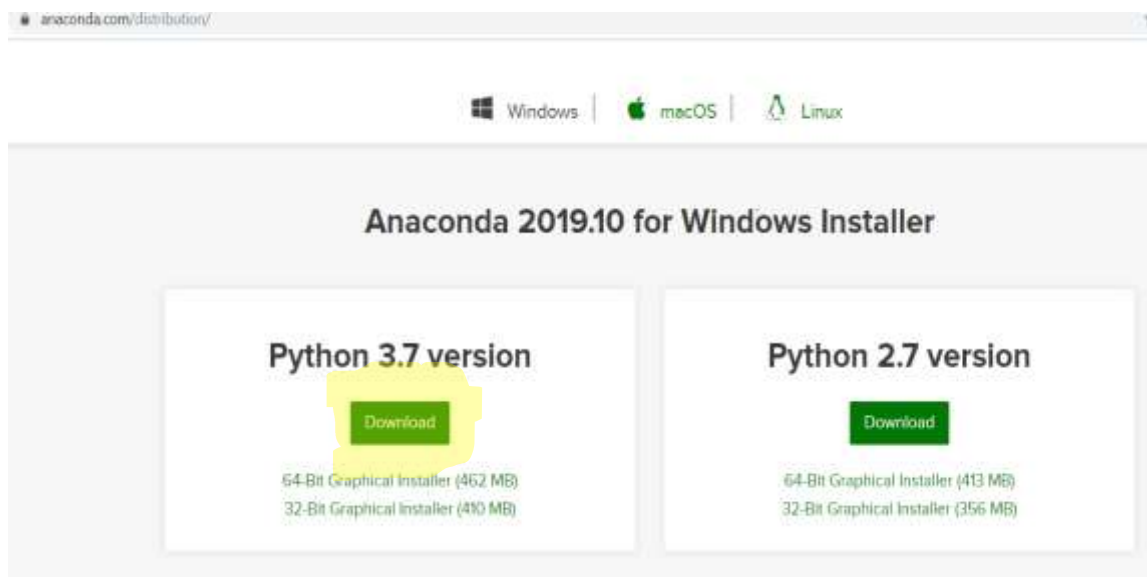 anaconda.com/distribution/
Windows | macOS | Linux
Anaconda 2019.10 for Windows Installer
Python 3.7 version
Download
64-Bit Graphical Installer (462 MB)
32-Bit Graphical Installer (410 MB)
Python 2.7 version
Download
64-Bit Graphical Installer (413 MB)
32-Bit Graphical Installer (356 MB)